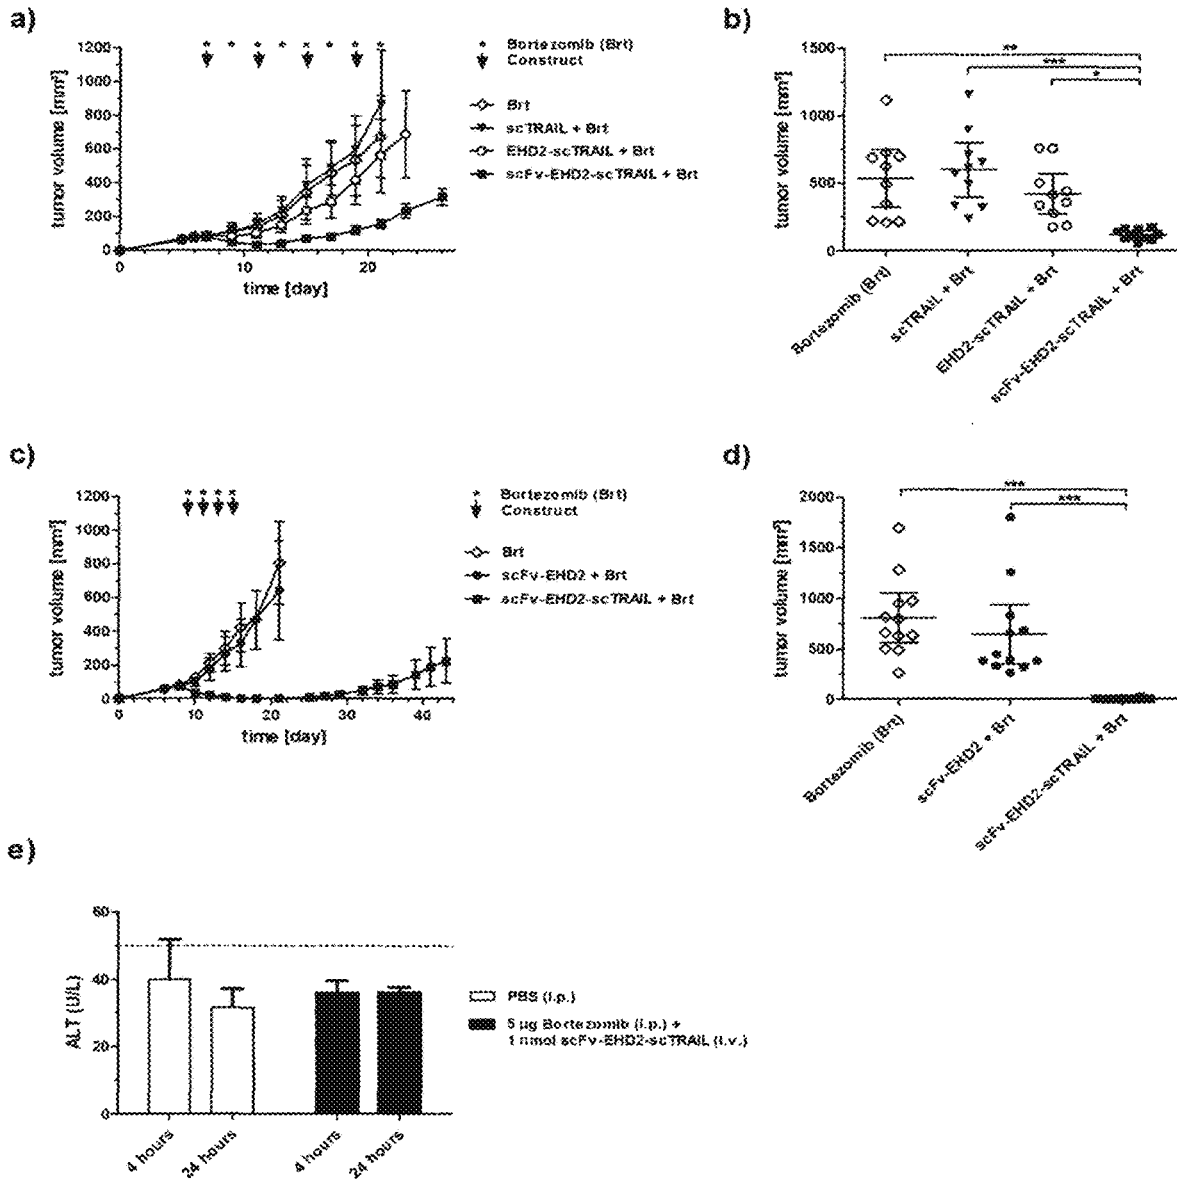 a)
1200
1000
800
600
400
200
0
tumor volume [mm³]
0
10
20
time [day]
* Bortezomib (Brt)
Construct
Brt
scTRAIL + Brt
EHD2-scTRAIL + Brt
scFv-EHD2-scTRAIL + Brt
b)
1500
1000
500
0
tumor volume [mm³]
**
***
*
Bortezomib (Brt)
scTRAIL + Brt
EHD2-scTRAIL + Brt
scFv-EHD2-scTRAIL + Brt
c)
1200
1000
800
600
400
200
0
tumor volume [mm³]
0
10
20
30
40
time [day]
* Bortezomib (Brt)
Construct
Brt
scFv-EHD2 + Brt
scFv-EHD2-scTRAIL + Brt
d)
2000
1500
1000
500
0
tumor volume [mm³]
***
***
Bortezomib (Brt)
scFv-EHD2 + Brt
scFv-EHD2-scTRAIL + Brt
e)
60
40
20
0
ALT (U/L)
4 hours
24 hours
4 hours
24 hours
PBS (i.p.)
5 µg Bortezomib (i.p.) +
1 nmol scFv-EHD2-scTRAIL (i.v.)